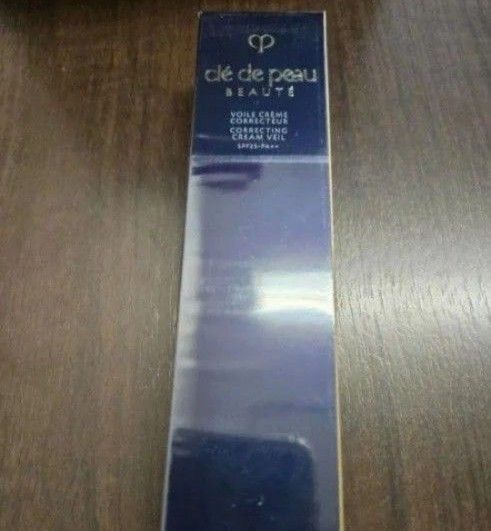 clé de peau
BEAUTÉ
VOILE CRÈME
CORRECTEUR
CORRECTING
CREAM VEIL
SPF25·PA++